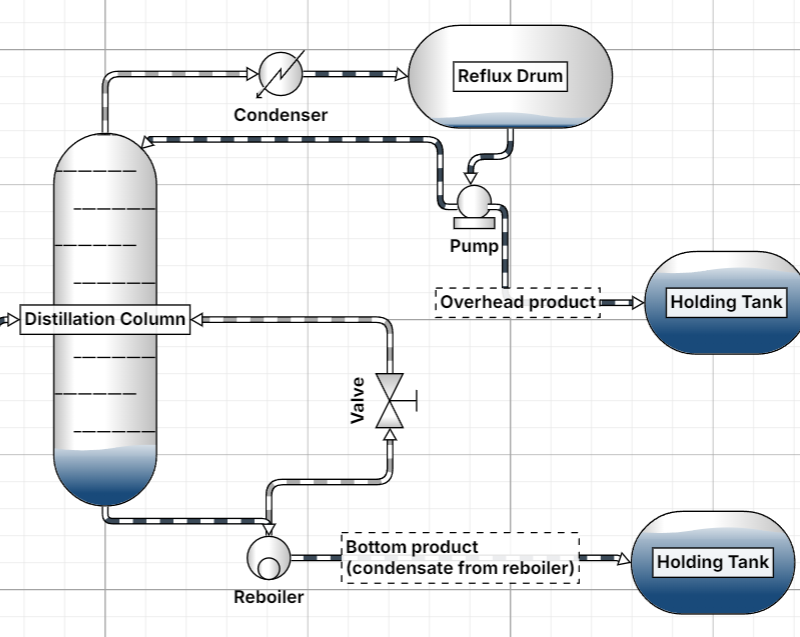 Reflux Drum
Condenser
Pump
Overhead product
Holding Tank
Distillation Column
Valve
Bottom product
(condensate from reboiler)
Holding Tank
Reboiler